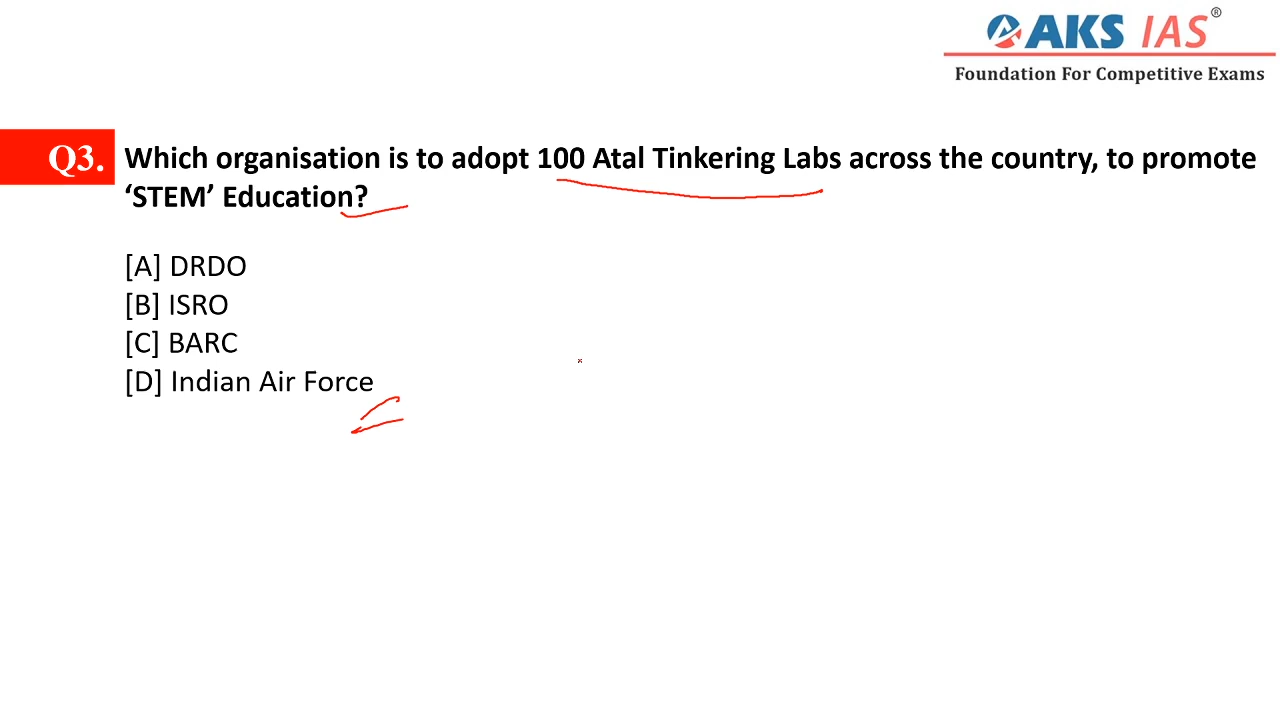 AKS IAS®
Foundation For Competitive Exams
Q3. Which organisation is to adopt 100 Atal Tinkering Labs across the country, to promote
‘STEM’ Education?
[A] DRDO
[B] ISRO
[C] BARC
[D] Indian Air Force